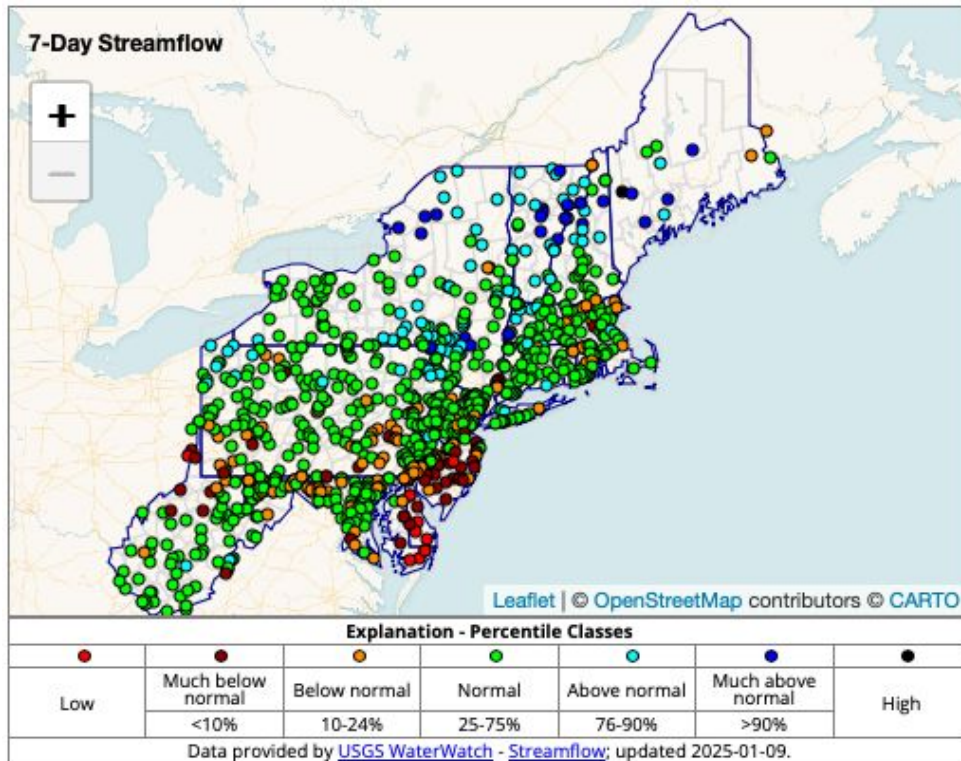 7-Day Streamflow
+
−
Leaflet | © OpenStreetMap contributors © CARTO
Explanation - Percentile Classes
Low
Much below normal
Below normal
Normal
Above normal
Much above normal
High
<10%
10-24%
25-75%
76-90%
>90%
Data provided by USGS WaterWatch - Streamflow; updated 2025-01-09.